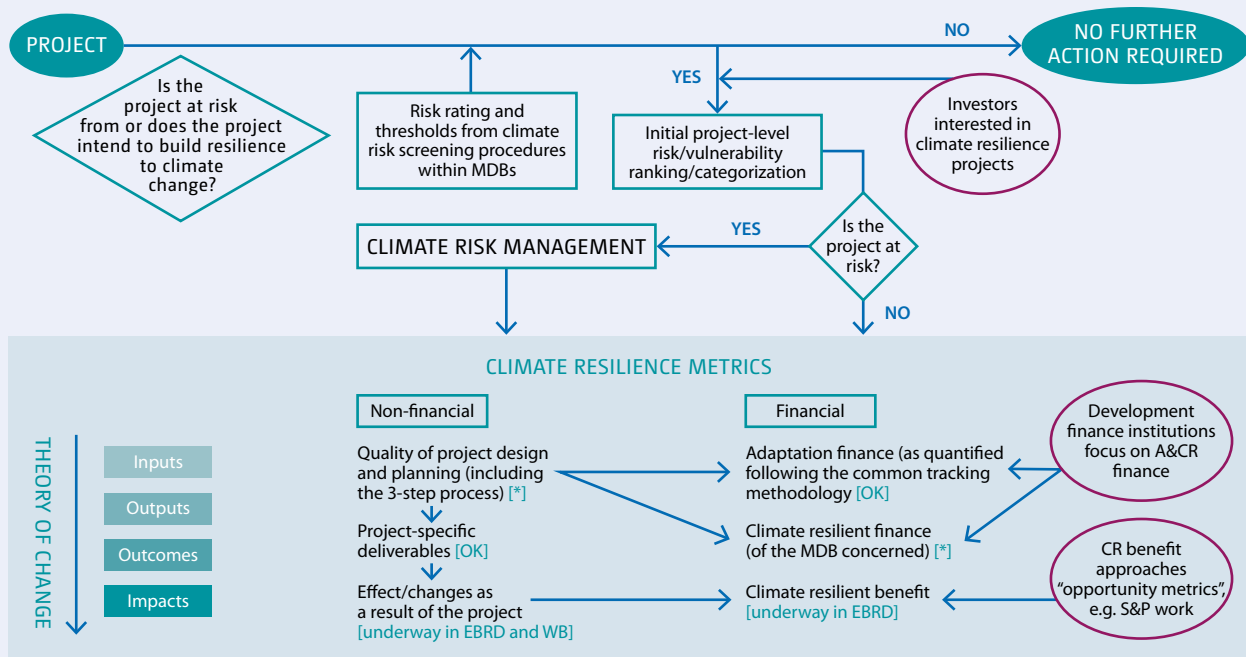 PROJECT
NO
NO FURTHER
ACTION REQUIRED
Is the
project at risk
from or does the project
intend to build resilience
to climate
change?
Risk rating and
thresholds from climate
risk screening procedures
within MDBs
YES
Initial project-level
risk/vulnerability
ranking/categorization
Investors
interested in
climate resilience
projects
CLIMATE RISK MANAGEMENT
YES
Is the
project at
risk?
NO
CLIMATE RESILIENCE METRICS
THEORY OF CHANGE
Inputs
Outputs
Outcomes
Impacts
Non-financial
Quality of project design
and planning (including
the 3-step process) [*]
Project-specific
deliverables [OK]
Effect/changes as
a result of the project
[underway in EBRD and WB]
Financial
Adaptation finance (as quantified
following the common tracking
methodology [OK]
Climate resilient finance
(of the MDB concerned) [*]
Climate resilient benefit
[underway in EBRD]
Development
finance institutions
focus on A&CR
finance
CR benefit
approaches
“opportunity metrics”,
e.g. S&P work